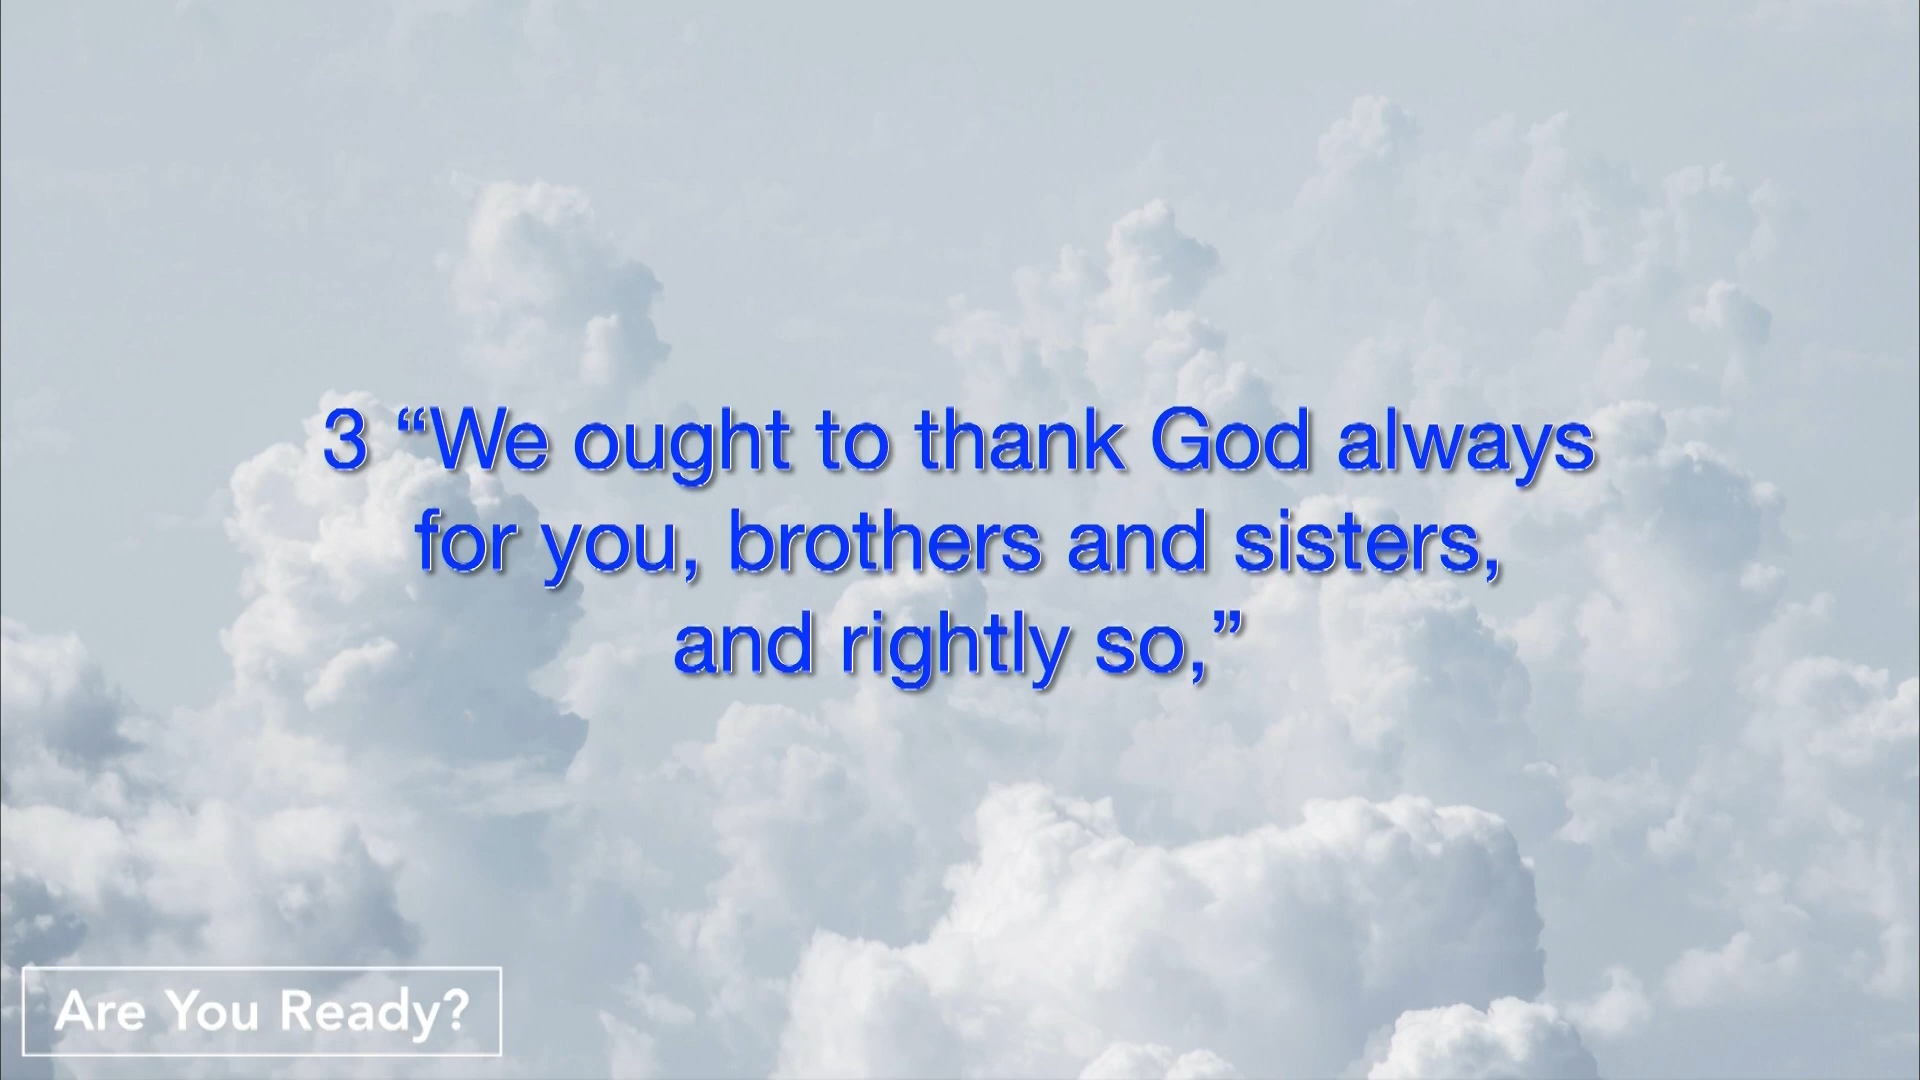 3 “We ought to thank God always
for you, brothers and sisters,
and rightly so,”
Are You Ready?